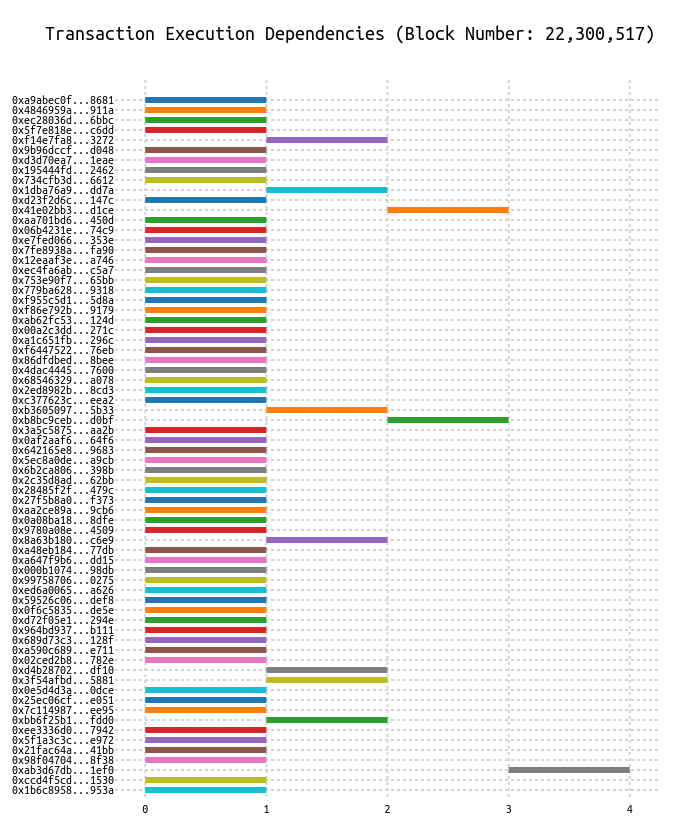 Transaction Execution Dependencies (Block Number: 22,300,517)
0xa9abec0f...8681
0x4846959a...911a
0xec28036d...6bbc
0x5f7e818e...c6dd
0xf14e7fa8...3272
0x9b96dccf...d048
0xd3d70ea7...1eae
0x195444fd...2462
0x734cfb3d...6612
0x1dba76a9...dd7a
0xd23f2d6c...147c
0x41e02bb3...d1ce
0xaa701bd6...450d
0x06b4231e...74c9
0xe7fed066...353e
0x7fe8938a...fa90
0x12eaaf3e...a746
0xec4fa6ab...c5a7
0x753e90f7...65bb
0x779ba628...9318
0xf955c5d1...5d8a
0xf86e792b...9179
0xab62fc53...124d
0x00a2c3dd...271c
0xa1c651fb...296c
0xf6447522...76eb
0x86dfdbed...8bee
0x4dac4445...7600
0x68546329...a078
0x2ed8982b...8cd3
0xc377623c...eea2
0xb3605097...5b33
0xb8bc9ceb...d0bf
0x3a5c5875...aa2b
0x0af2aaf6...64f6
0x642165e8...9683
0x5ec8a0de...a9cb
0x6b2ca806...398b
0x2c35d8ad...62bb
0x28485f2f...479c
0x27f5b8a0...f373
0xaa2ce89a...9cb6
0x0a08ba18...8dfe
0x9780a08e...4509
0x8a63b180...c6e9
0xa48eb184...77db
0xa647f9b6...dd15
0x000b1074...98db
0x99758706...0275
0xed6a0065...a626
0x59526c06...def8
0x0f6c5835...de5e
0xd72f05e1...294e
0x964bd937...b111
0x689d73c3...128f
0xa590c689...e711
0x02ced2b8...782e
0xd4b28702...df10
0x3f54afbd...5881
0x0e5d4d3a...0dce
0x25ec06cf...e051
0x7c114987...ee95
0xbb6f25b1...fdd0
0xee3336d0...7942
0x5f1a3c3c...e972
0x21fac64a...41bb
0x98f04704...8f38
0xab3d67db...1ef0
0xccd4f5cd...1530
0x1b6c8958...953a
0 1 2 3 4